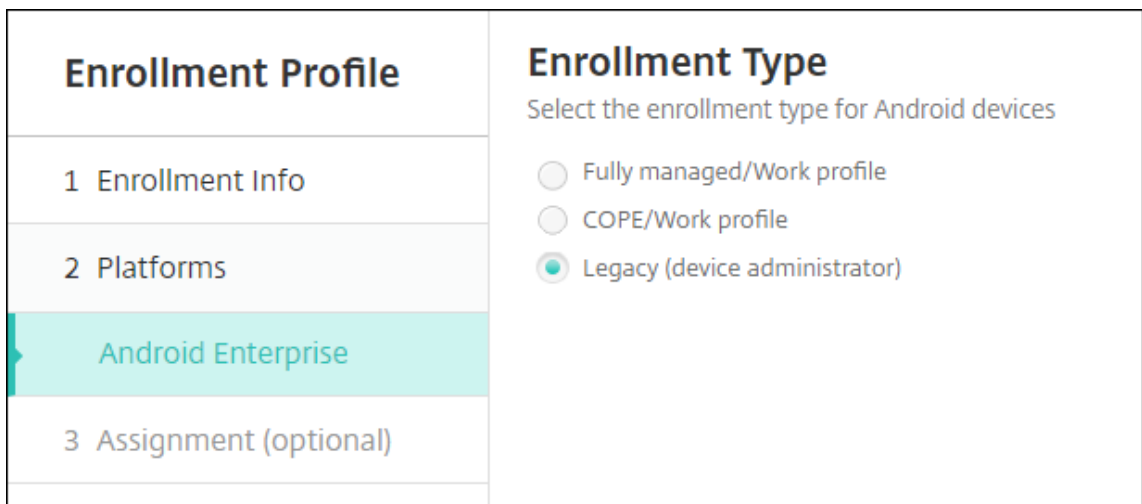 Enrollment Profile
1 Enrollment Info
2 Platforms
Android Enterprise
3 Assignment (optional)
Enrollment Type
Select the enrollment type for Android devices
Fully managed/Work profile
COPE/Work profile
Legacy (device administrator)